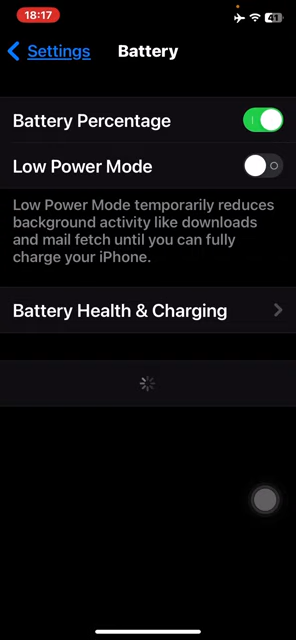 18:17
41
Settings
Battery
Battery Percentage
Low Power Mode
Low Power Mode temporarily reduces
background activity like downloads
and mail fetch until you can fully
charge your iPhone.
Battery Health & Charging